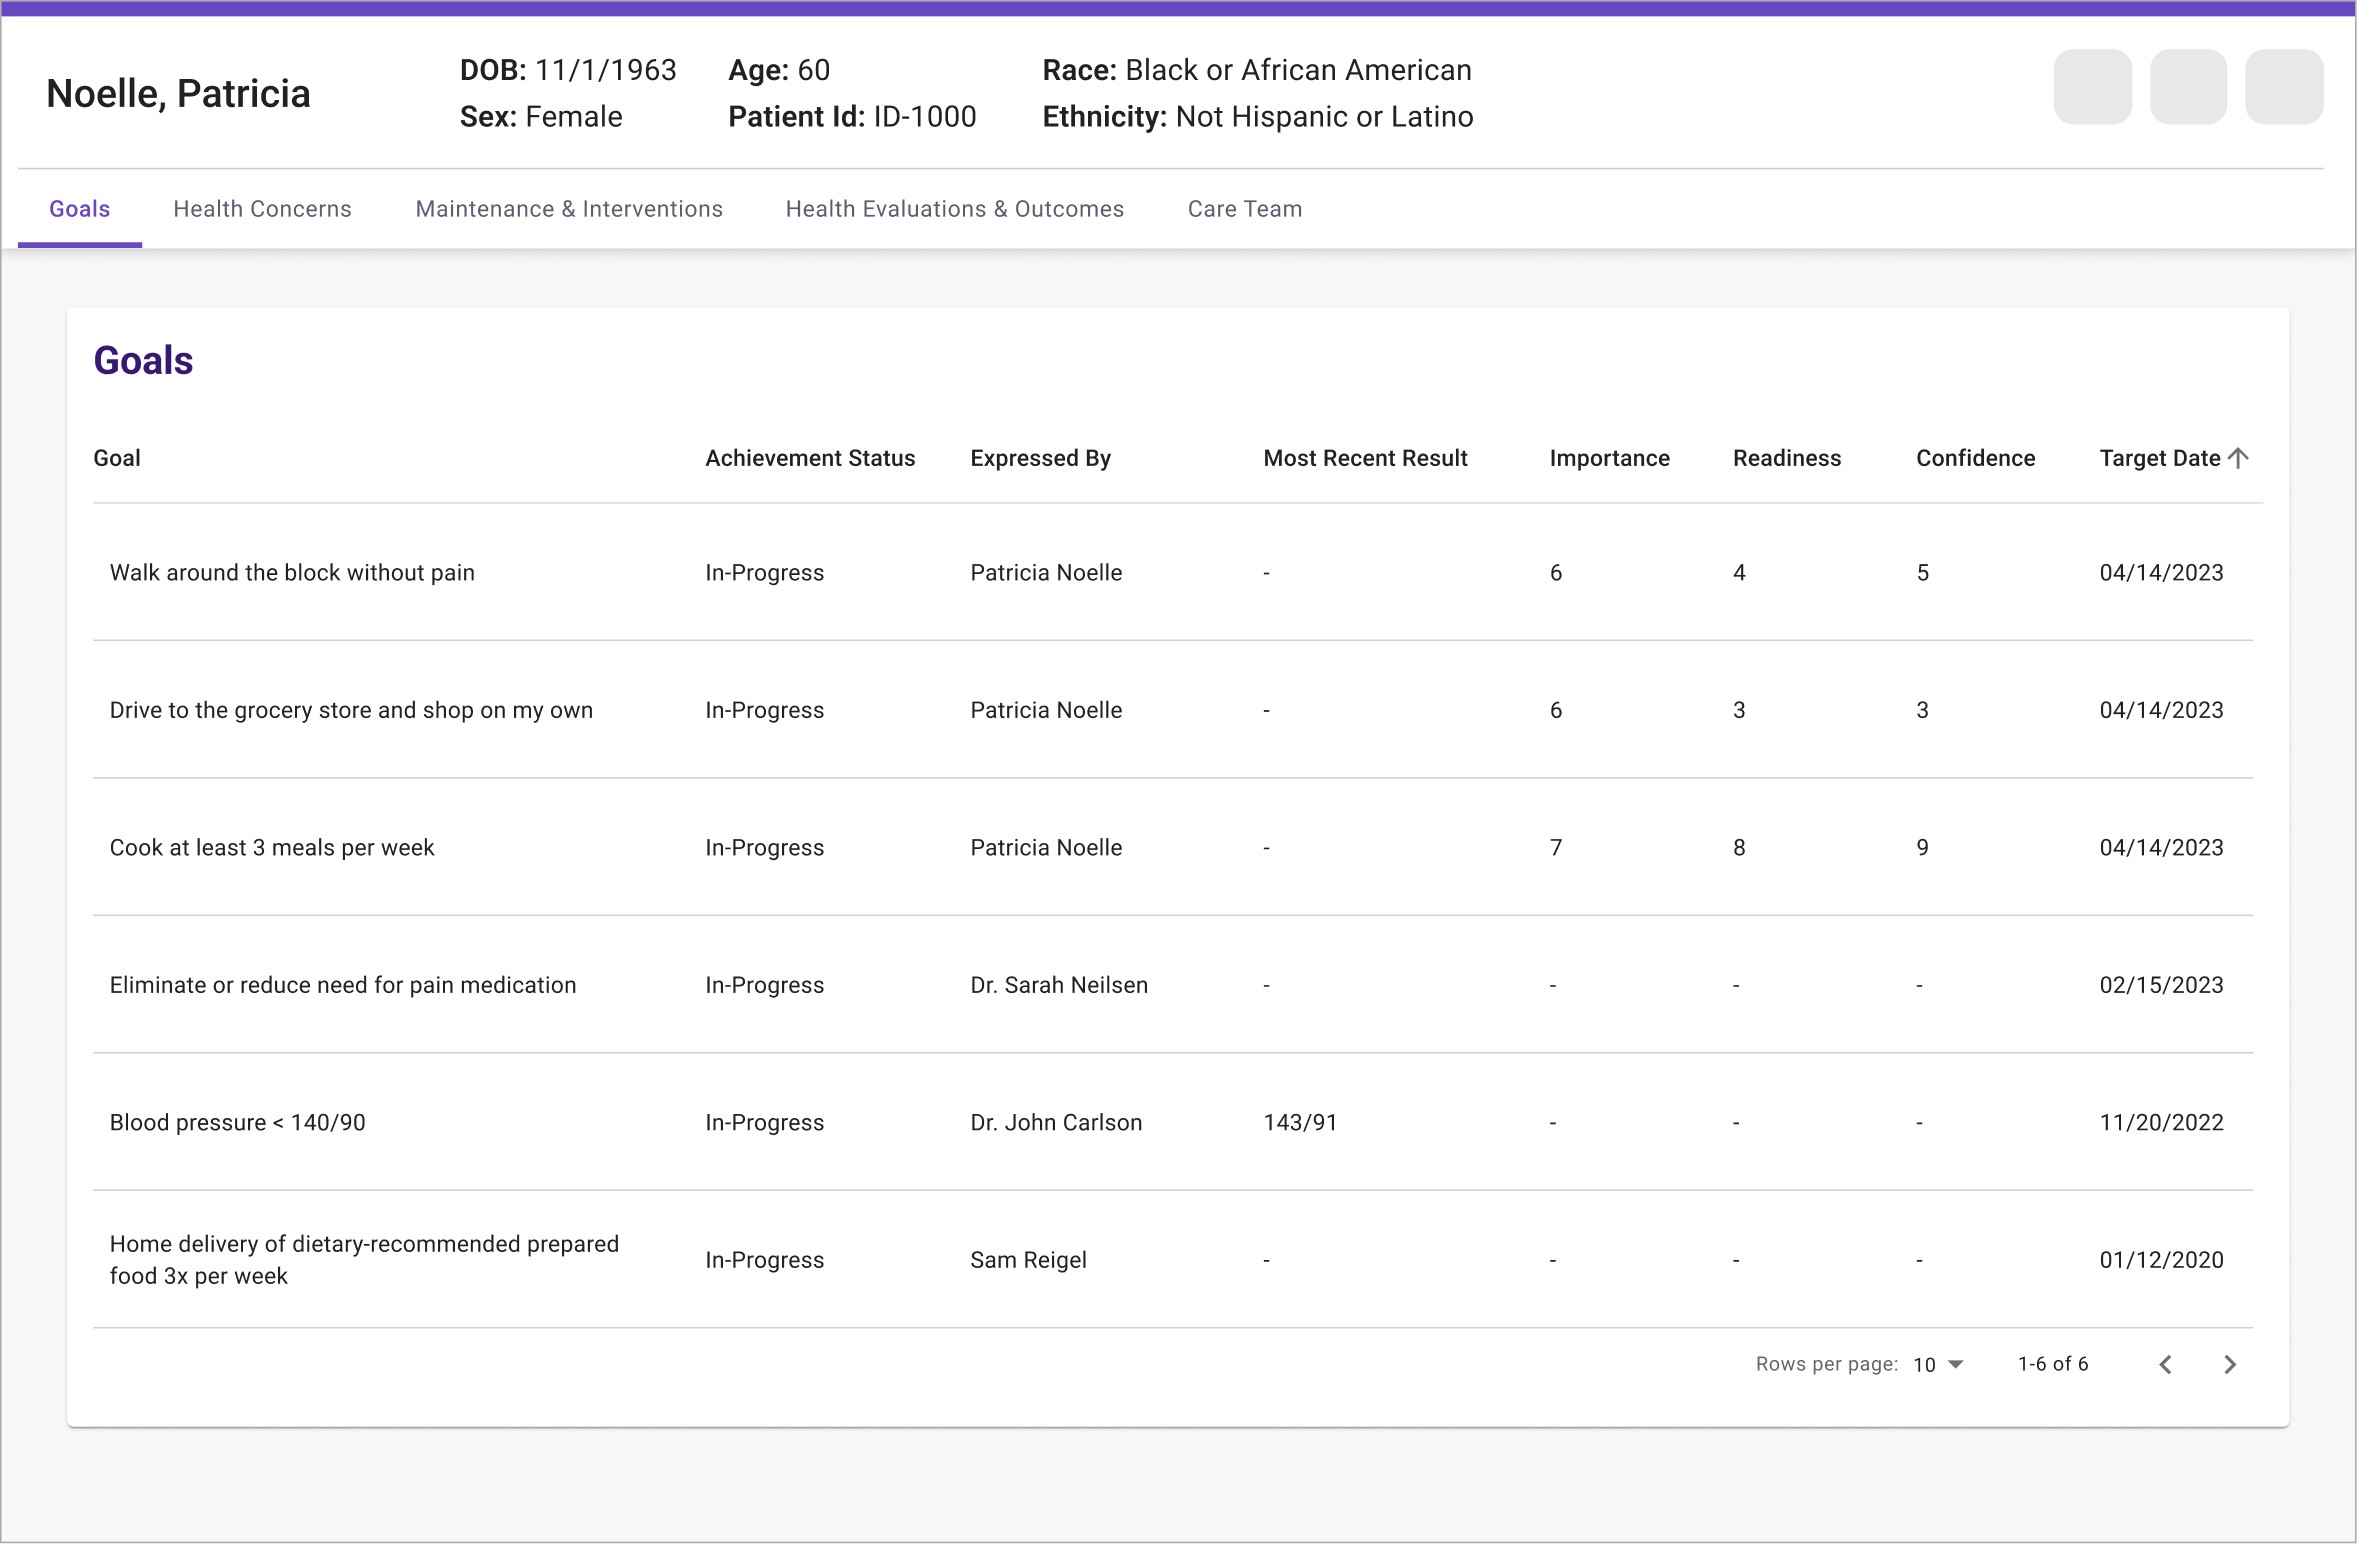 Noelle, Patricia
DOB: 11/1/1963 Age: 60 Race: Black or African American
Sex: Female Patient Id: ID-1000 Ethnicity: Not Hispanic or Latino
Goals Health Concerns Maintenance & Interventions Health Evaluations & Outcomes Care Team
Goals
Goal Achievement Status Expressed By Most Recent Result Importance Readiness Confidence Target Date
Walk around the block without pain In-Progress Patricia Noelle - 6 4 5 04/14/2023
Drive to the grocery store and shop on my own In-Progress Patricia Noelle - 6 3 3 04/14/2023
Cook at least 3 meals per week In-Progress Patricia Noelle - 7 8 9 04/14/2023
Eliminate or reduce need for pain medication In-Progress Dr. Sarah Neilsen - - - - 02/15/2023
Blood pressure < 140/90 In-Progress Dr. John Carlson 143/91 - - - 11/20/2022
Home delivery of dietary-recommended prepared
food 3x per week In-Progress Sam Reigel - - - - 01/12/2020
Rows per page: 10 1-6 of 6